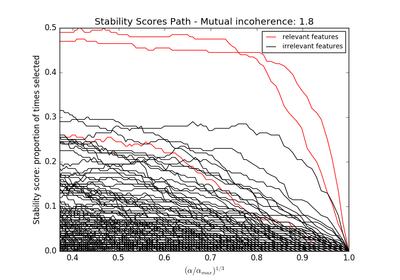 Stability Scores Path - Mutual incoherence: 1.8
relevant features
irrelevant features
Stability score: proportion of times selected
0.5
0.4
0.3
0.2
0.1
0.0
0.4 0.5 0.6 0.7 0.8 0.9 1.0
(α/α_max)^{1/3}